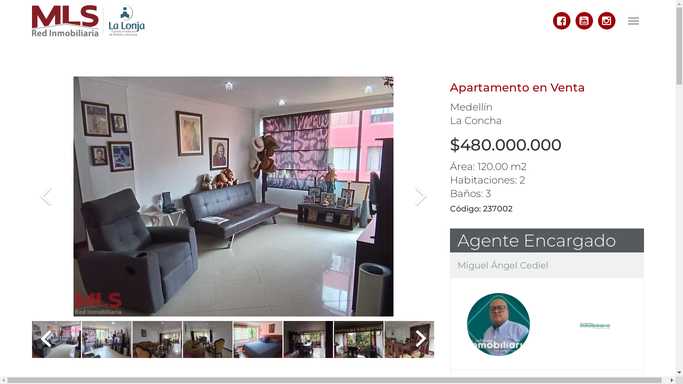 MLS
Red Inmobiliaria
La Lonja
Apartamento en Venta
Medellín
La Concha
$480.000.000
Área: 120.00 m2
Habitaciones: 2
Baños: 3
Código: 237002
MLS
Red Inmobiliaria
Agente Encargado
Miguel Ángel Cediel